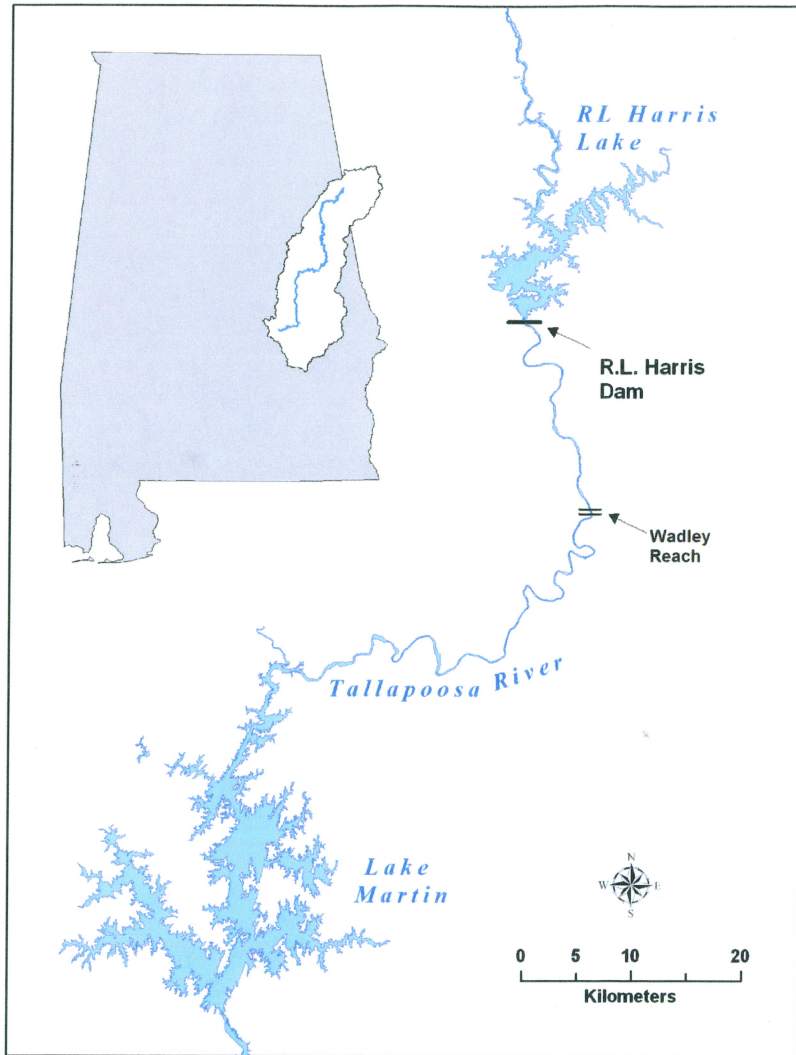 RL Harris
Lake
R.L. Harris
Dam
Wadley
Reach
Tallapoosa River
Lake
Martin
N
W E
S
0 5 10 20
Kilometers